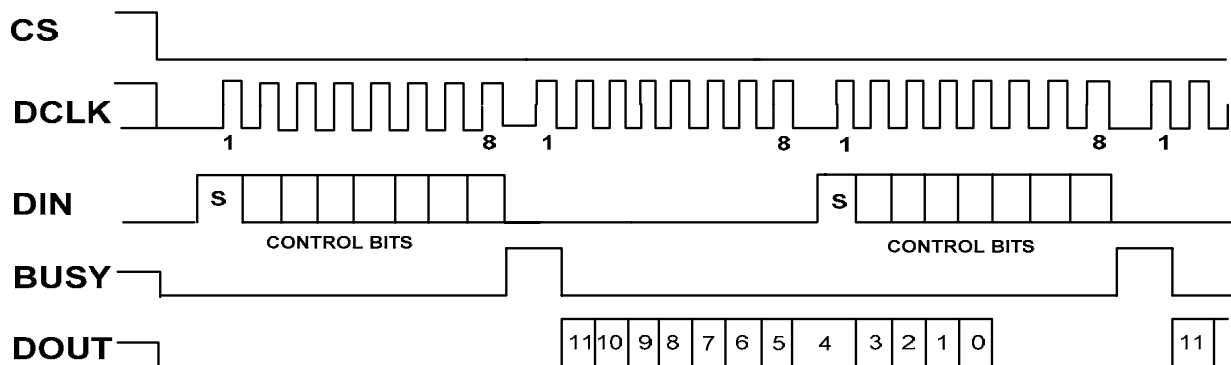 CS
DCLK
1 8 1 8 1 8 1
DIN
S S
CONTROL BITS CONTROL BITS
BUSY
DOUT
11 10 9 8 7 6 5 4 3 2 1 0 11